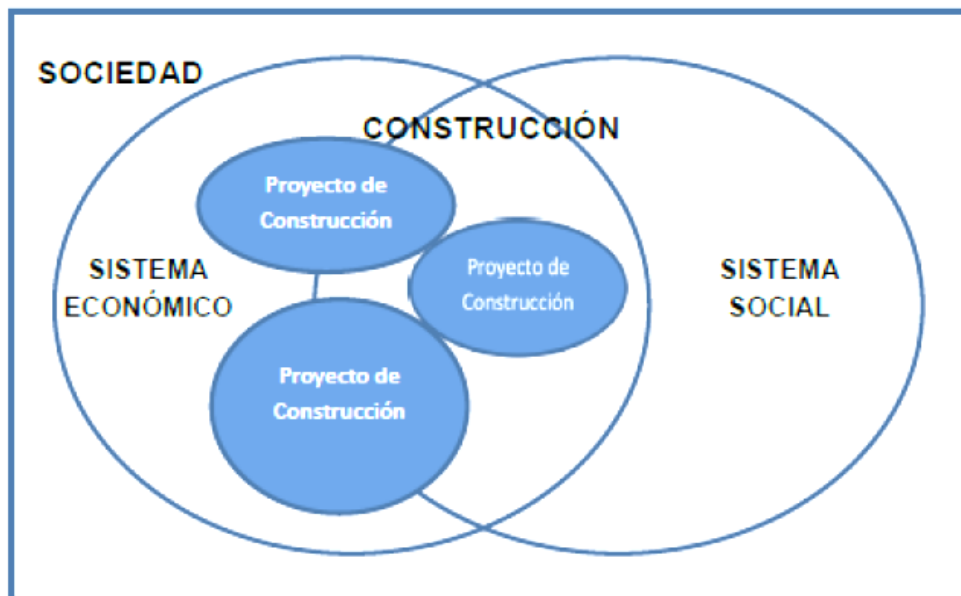 SOCIEDAD
CONSTRUCCIÓN
Proyecto de
Construcción
SISTEMA
ECONÓMICO
Proyecto de
Construcción
SISTEMA
SOCIAL
Proyecto de
Construcción